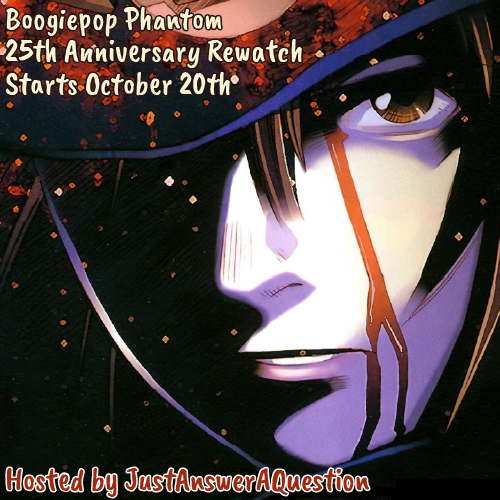 Boogiepop Phantom
25th Anniversary Rewatch
Starts October 20th
Hosted by JustAnswerAQuestion